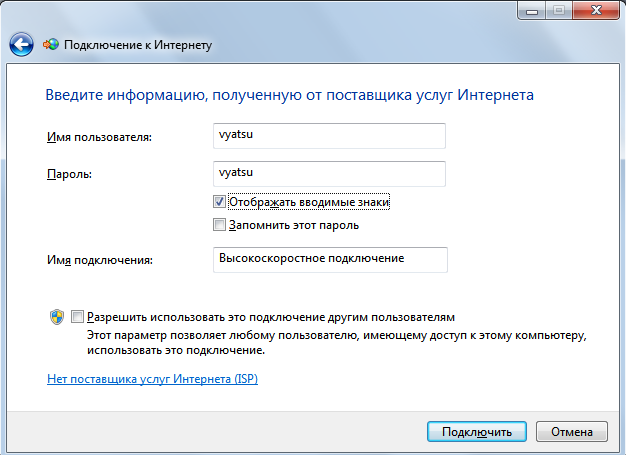 Подключение к Интернету
Введите информацию, полученную от поставщика услуг Интернета
Имя пользователя:
vyatsu
Пароль:
vyatsu
Отображать вводимые знаки
Запомнить этот пароль
Имя подключения:
Высокоскоростное подключение
Разрешить использовать это подключение другим пользователям
Этот параметр позволяет любому пользователю, имеющему доступ к этому компьютеру,
использовать это подключение.
Нет поставщика услуг Интернета (ISP)
Подключить
Отмена